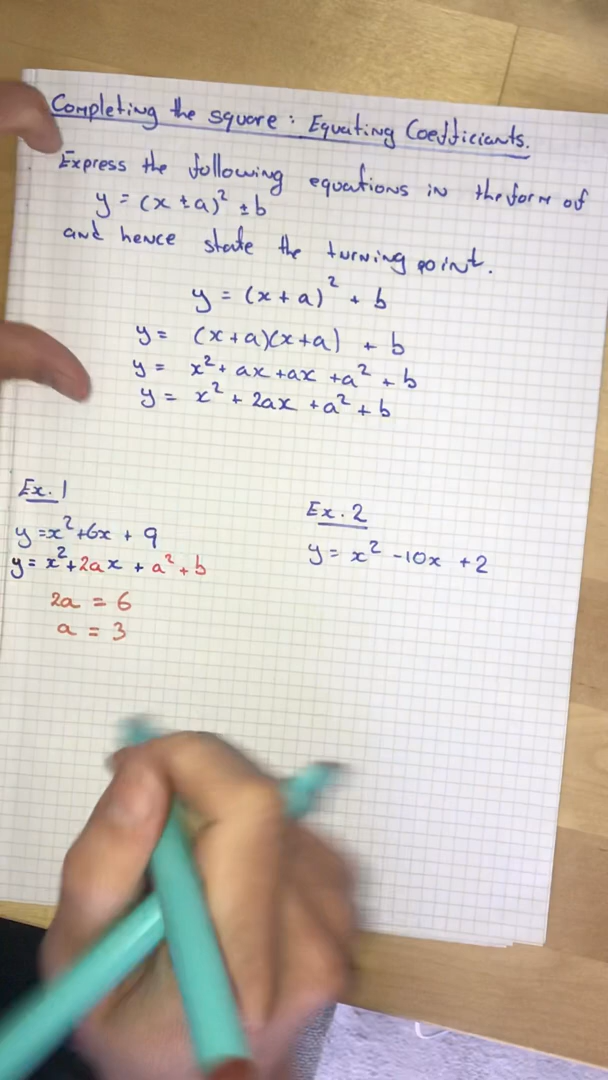 Completing the square: Equating Coefficiants.
Express the following equations in the form of
y = (x ± a)² ± b
and hence state the turning point.
y = (x + a)² + b
y = (x + a)(x + a) + b
y = x² + ax + ax + a² + b
y = x² + 2ax + a² + b
Ex. 1
y = x² + 6x + 9
y = x² + 2ax + a² + b
2a = 6
a = 3
Ex. 2
y = x² - 10x + 2